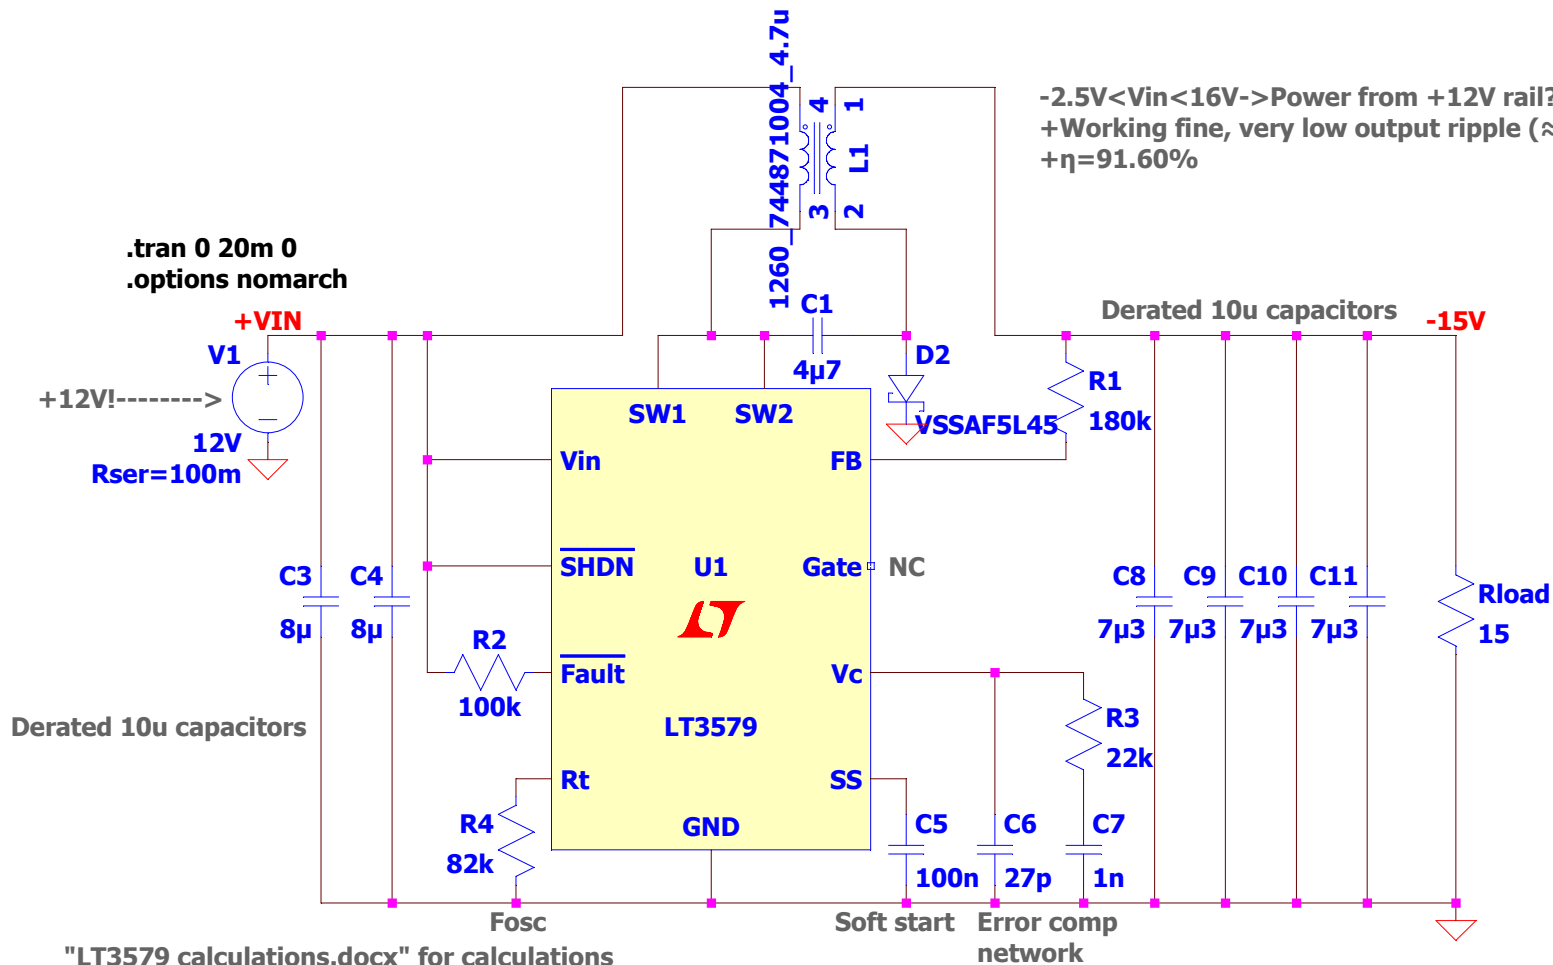 1260_744871004_4.7u
4
1
L1
3
2
-2.5V<Vin<16V->Power from +12V rail?
+Working fine, very low output ripple (≈
+η=91.60%
.tran 0 20m 0
.options nomarch
+VIN
V1
+12V!-------->
12V
Rser=100m
C1
4µ7
D2
VSSAF5L45
Derated 10u capacitors
-15V
R1
180k
SW1
SW2
Vin
FB
SHDN
U1
Gate
NC
C3
8µ
C4
8µ
C8
7µ3
C9
7µ3
C10
7µ3
C11
7µ3
Rload
15
R2
100k
Fault
Vc
Derated 10u capacitors
LT3579
R3
22k
Rt
SS
R4
82k
GND
C5
100n
C6
27p
C7
1n
Fosc
Soft start
Error comp
network
"LT3579 calculations.docx" for calculations